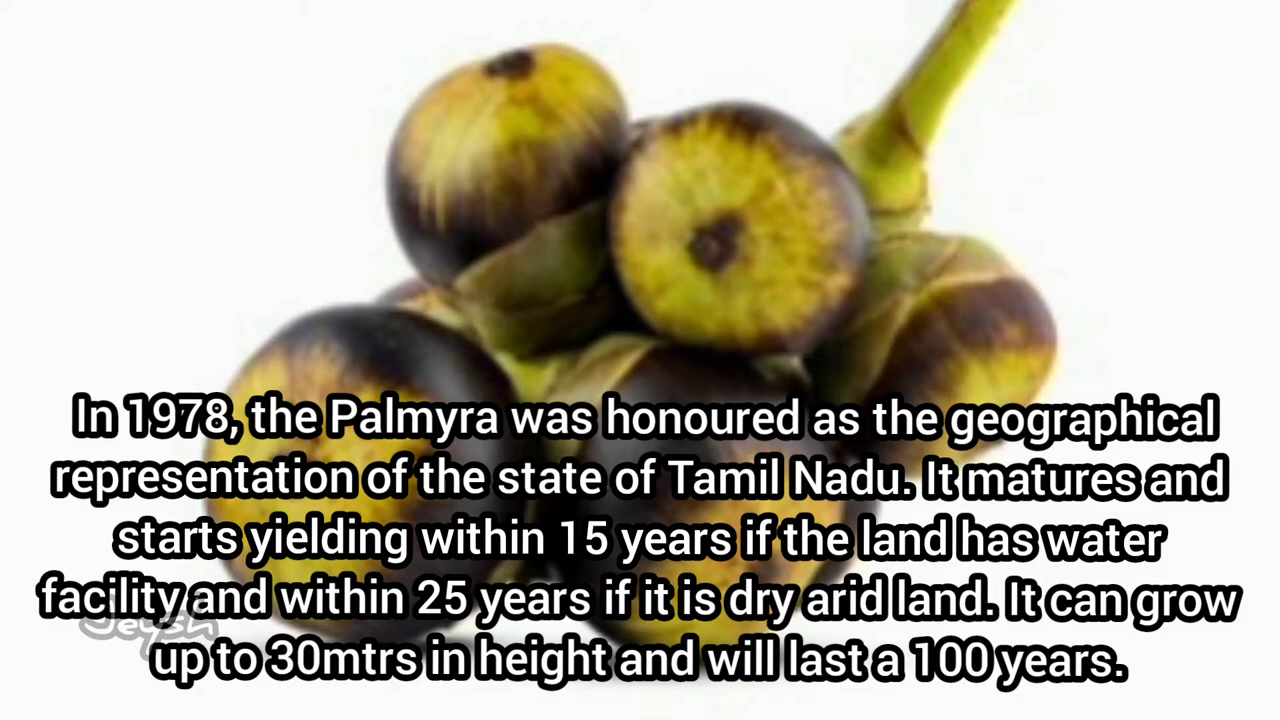 In 1978, the Palmyra was honoured as the geographical
representation of the state of Tamil Nadu. It matures and
starts yielding within 15 years if the land has water
facility and within 25 years if it is dry arid land. It can grow
up to 30mtrs in height and will last a 100 years.